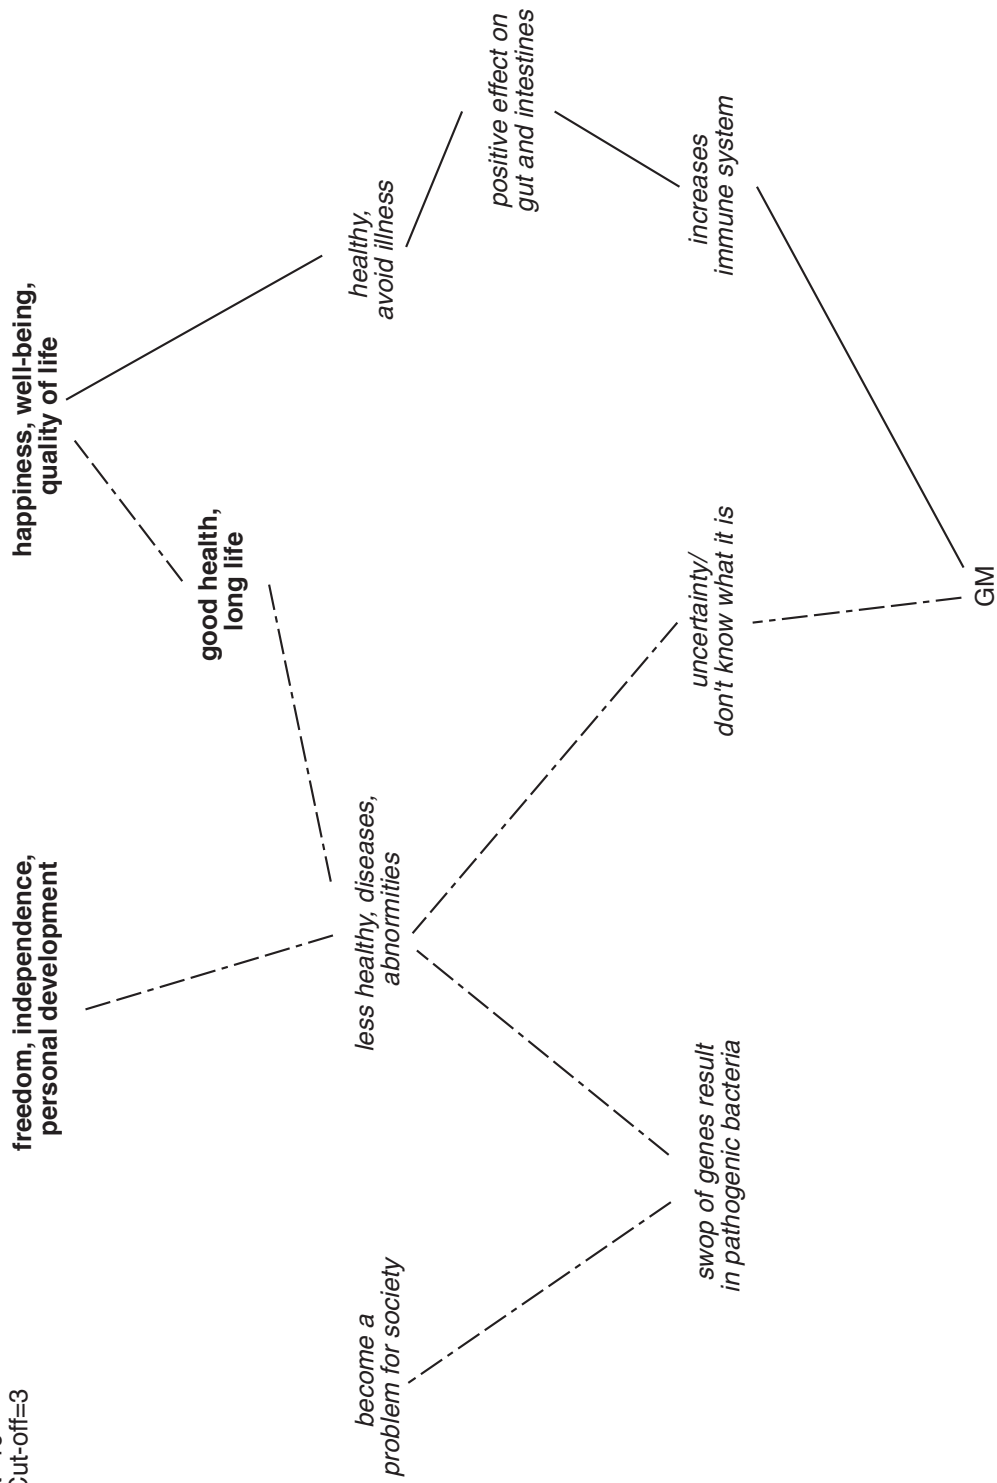 Cut-off=3
freedom, independence,
personal development
happiness, well-being,
quality of life
good health,
long life
become a
problem for society
less healthy, diseases,
abnormities
healthy,
avoid illness
positive effect on
gut and intestines
swop of genes result
in pathogenic bacteria
uncertainty/
don't know what it is
increases
immune system
GM